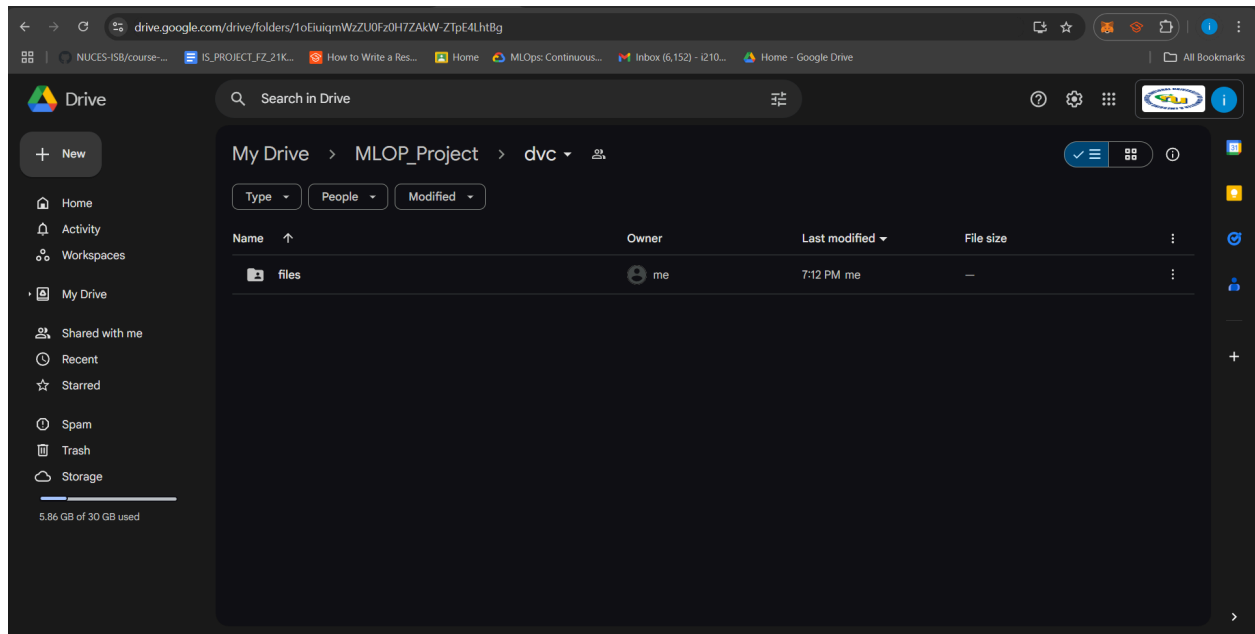 drive.google.com/drive/folders/1oEiuiqmWzZU0Fz0H7ZAkW-ZTpE4LhtBg
NUCES-ISB/course-... IS_PROJECT_FZ_21K... How to Write a Res... Home MLOps: Continuous... Inbox (6,152) - i210... Home - Google Drive All Bookmarks
Drive Search in Drive i
New
My Drive > MLOP_Project > dvc
Type People Modified
Home
Activity
Workspaces
My Drive
Shared with me
Recent
Starred
Spam
Trash
Storage
5.86 GB of 30 GB used
Name Owner Last modified File size
files me 7:12 PM me —
31